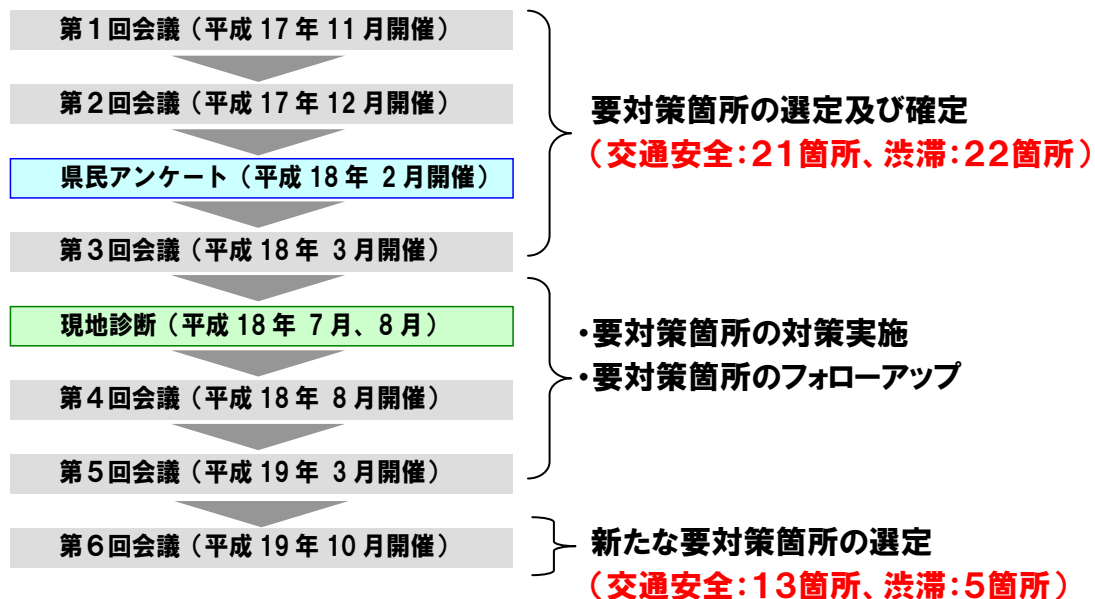 第1回会議（平成 17 年 11 月開催）
第2回会議（平成 17 年 12 月開催）
県民アンケート（平成 18 年 2 月開催）
第3回会議（平成 18 年 3 月開催）
要対策箇所の選定及び確定
（交通安全：21箇所、渋滞：22箇所）
現地診断（平成 18 年 7 月、8 月）
第4回会議（平成 18 年 8 月開催）
第5回会議（平成 19 年 3 月開催）
・要対策箇所の対策実施
・要対策箇所のフォローアップ
第6回会議（平成 19 年 10 月開催）
新たな要対策箇所の選定
（交通安全：13箇所、渋滞：5箇所）